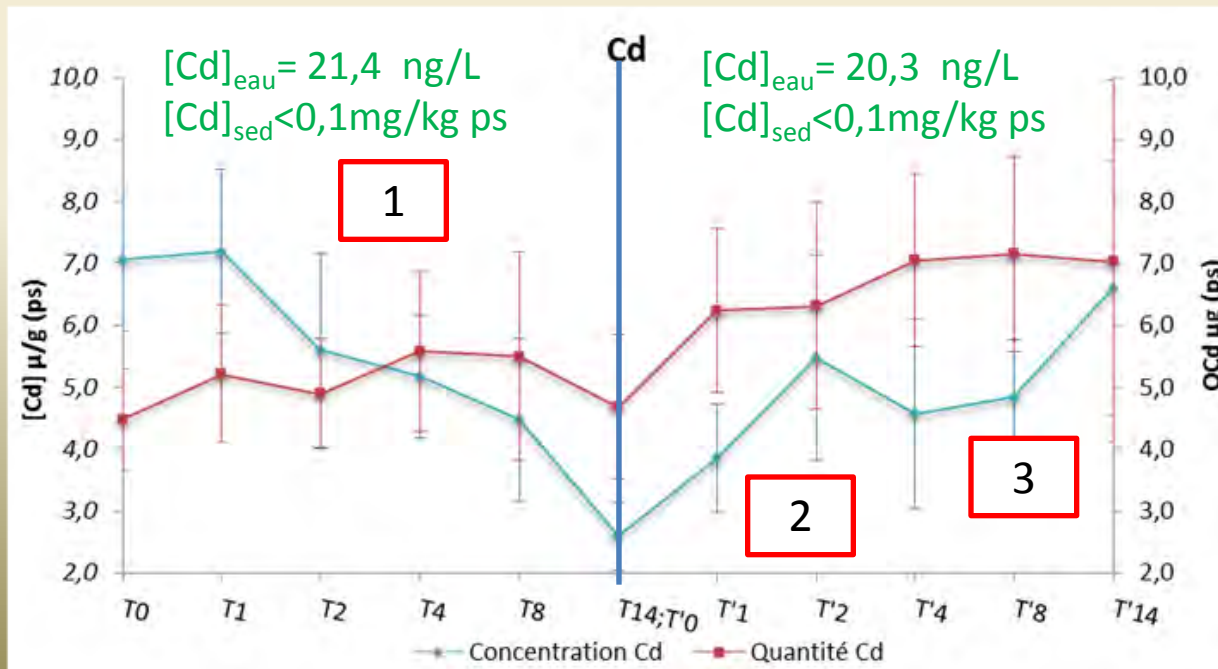 Cd
[Cd]eau= 21,4 ng/L
[Cd]sed<0,1mg/kg ps
[Cd]eau= 20,3 ng/L
[Cd]sed<0,1mg/kg ps
1
2
3
[Cd] µ/g (ps)
10,0
9,0
8,0
7,0
6,0
5,0
4,0
3,0
2,0
QCd µg (ps)
10,0
9,0
8,0
7,0
6,0
5,0
4,0
3,0
2,0
T0 T1 T2 T4 T8 T14;T'0 T'1 T'2 T'4 T'8 T'14
Concentration Cd Quantité Cd